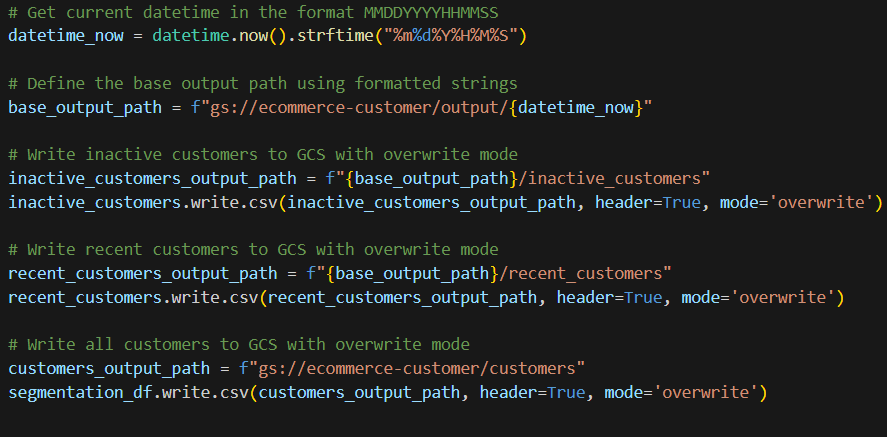 # Get current datetime in the format MMDDYYYYHHMMSS
datetime_now = datetime.now().strftime("%m%d%Y%H%M%S")
# Define the base output path using formatted strings
base_output_path = f"gs://ecommerce-customer/output/{datetime_now}"
# Write inactive customers to GCS with overwrite mode
inactive_customers_output_path = f"{base_output_path}/inactive_customers"
inactive_customers.write.csv(inactive_customers_output_path, header=True, mode='overwrite')
# Write recent customers to GCS with overwrite mode
recent_customers_output_path = f"{base_output_path}/recent_customers"
recent_customers.write.csv(recent_customers_output_path, header=True, mode='overwrite')
# Write all customers to GCS with overwrite mode
customers_output_path = f"gs://ecommerce-customer/customers"
segmentation_df.write.csv(customers_output_path, header=True, mode='overwrite')